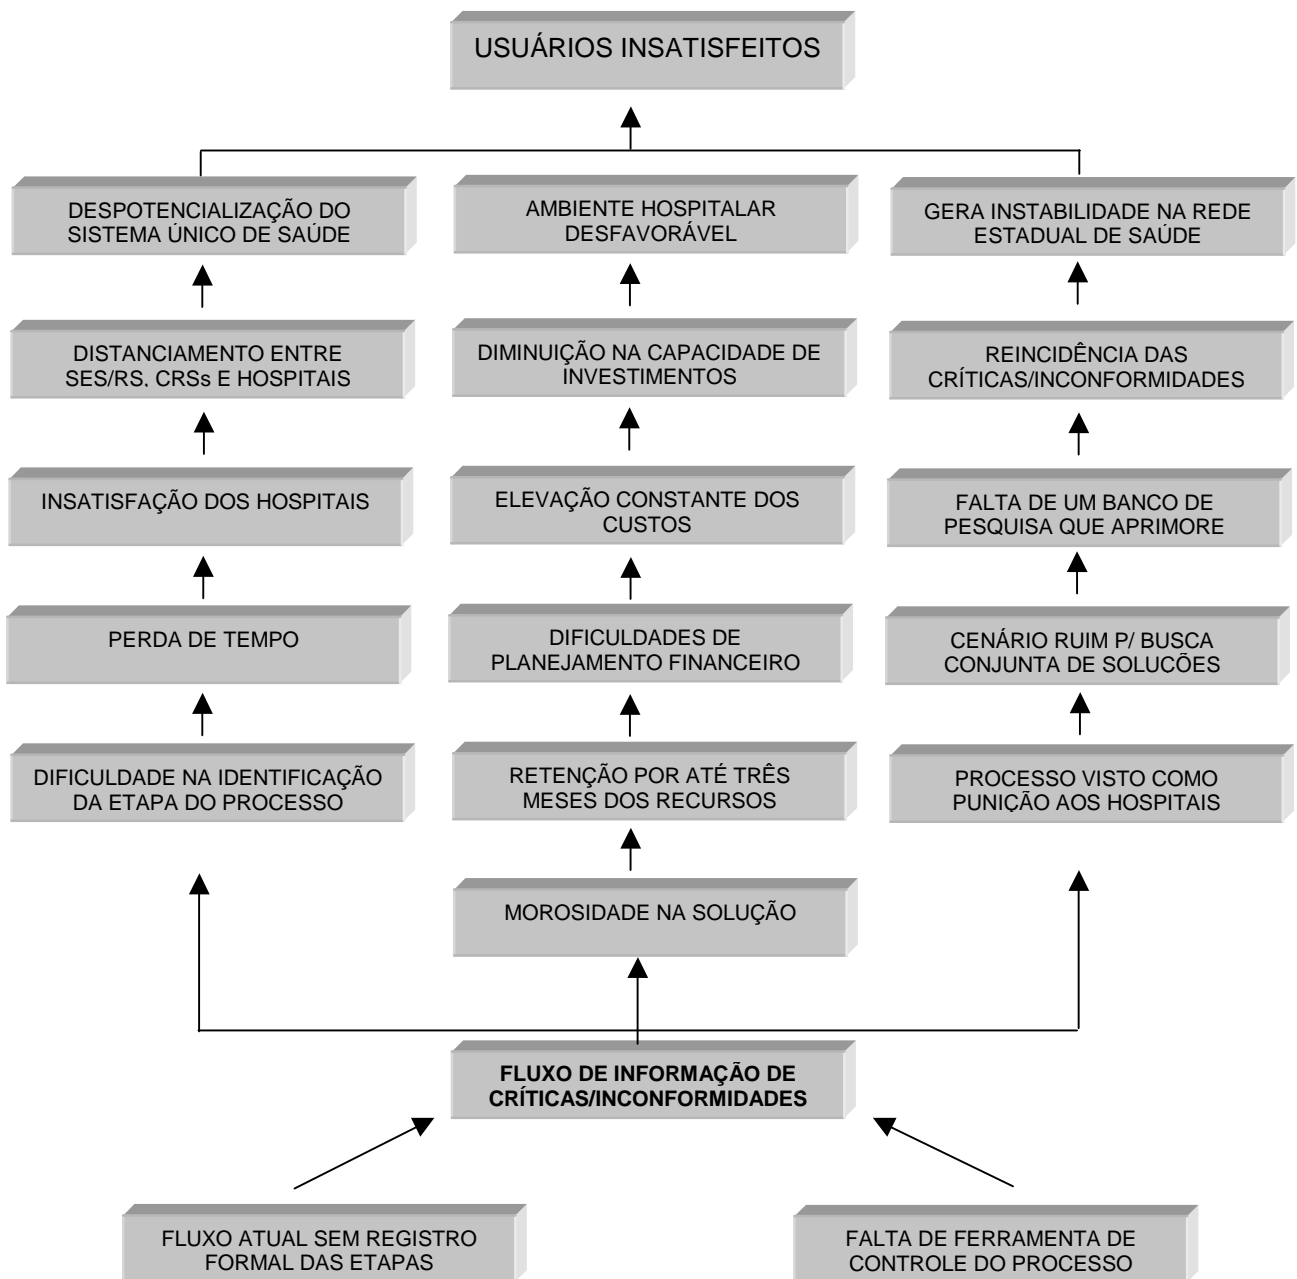 USUÁRIOS INSATISFEITOS
DESPOTENCIALIZAÇÃO DO
SISTEMA ÚNICO DE SAÚDE
AMBIENTE HOSPITALAR
DESFAVORÁVEL
GERA INSTABILIDADE NA REDE
ESTADUAL DE SAÚDE
DISTANCIAMENTO ENTRE
SES/RS, CRSs E HOSPITAIS
DIMINUIÇÃO NA CAPACIDADE DE
INVESTIMENTOS
REINCIDÊNCIA DAS
CRÍTICAS/INCONFORMIDADES
INSATISFAÇÃO DOS HOSPITAIS
ELEVAÇÃO CONSTANTE DOS
CUSTOS
FALTA DE UM BANCO DE
PESQUISA QUE APRIMORE
PERDA DE TEMPO
DIFICULDADES DE
PLANEJAMENTO FINANCEIRO
CENÁRIO RUIM P/ BUSCA
CONJUNTA DE SOLUÇÕES
DIFICULDADE NA IDENTIFICAÇÃO
DA ETAPA DO PROCESSO
RETENÇÃO POR ATÉ TRÊS
MESES DOS RECURSOS
PROCESSO VISTO COMO
PUNIÇÃO AOS HOSPITAIS
MOROSIDADE NA SOLUÇÃO
FLUXO DE INFORMAÇÃO DE
CRÍTICAS/INCONFORMIDADES
FLUXO ATUAL SEM REGISTRO
FORMAL DAS ETAPAS
FALTA DE FERRAMENTA DE
CONTROLE DO PROCESSO